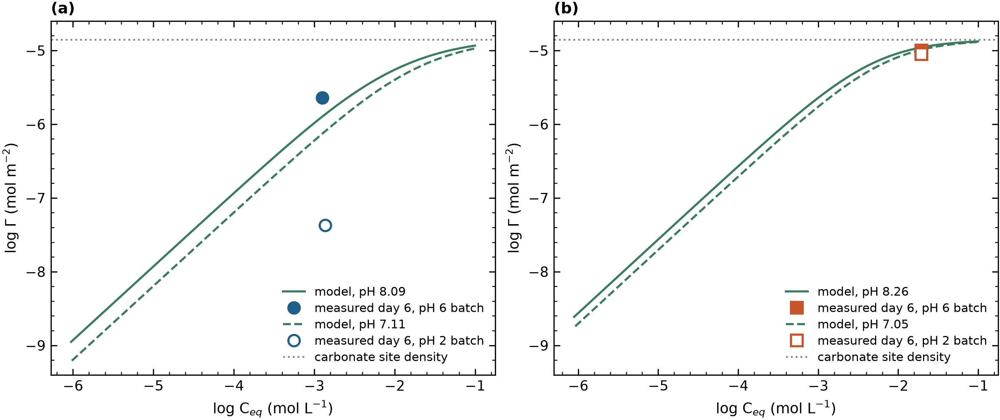 (a)
log Γ (mol m⁻²)
−5
−6
−7
−8
−9
model, pH 8.09
measured day 6, pH 6 batch
model, pH 7.11
measured day 6, pH 2 batch
carbonate site density
−6 −5 −4 −3 −2 −1
log C_eq (mol L⁻¹)
(b)
log Γ (mol m⁻²)
−5
−6
−7
−8
−9
model, pH 8.26
measured day 6, pH 6 batch
model, pH 7.05
measured day 6, pH 2 batch
carbonate site density
−6 −5 −4 −3 −2 −1
log C_eq (mol L⁻¹)